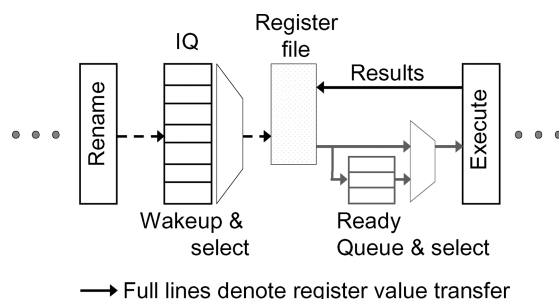 Register
file
IQ
Results
Rename
Execute
Wakeup &
select
Ready
Queue & select
Full lines denote register value transfer